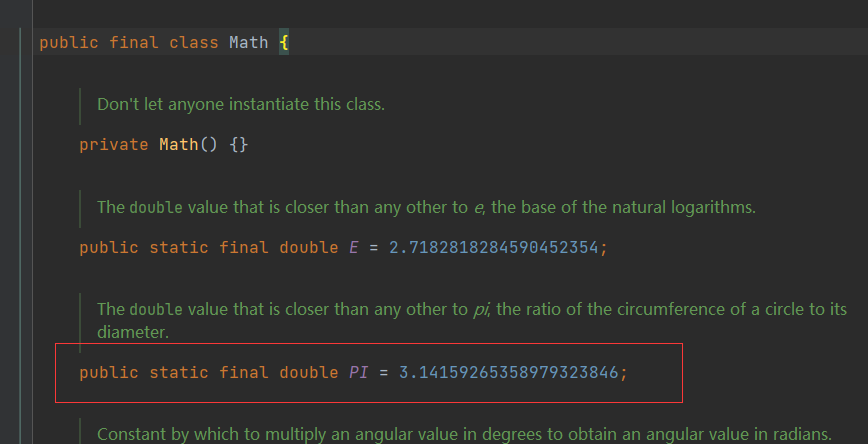 public final class Math {
Don't let anyone instantiate this class.
private Math() {}
The double value that is closer than any other to e, the base of the natural logarithms.
public static final double E = 2.7182818284590452354;
The double value that is closer than any other to pi, the ratio of the circumference of a circle to its
diameter.
public static final double PI = 3.14159265358979323846;
Constant by which to multiply an angular value in degrees to obtain an angular value in radians.